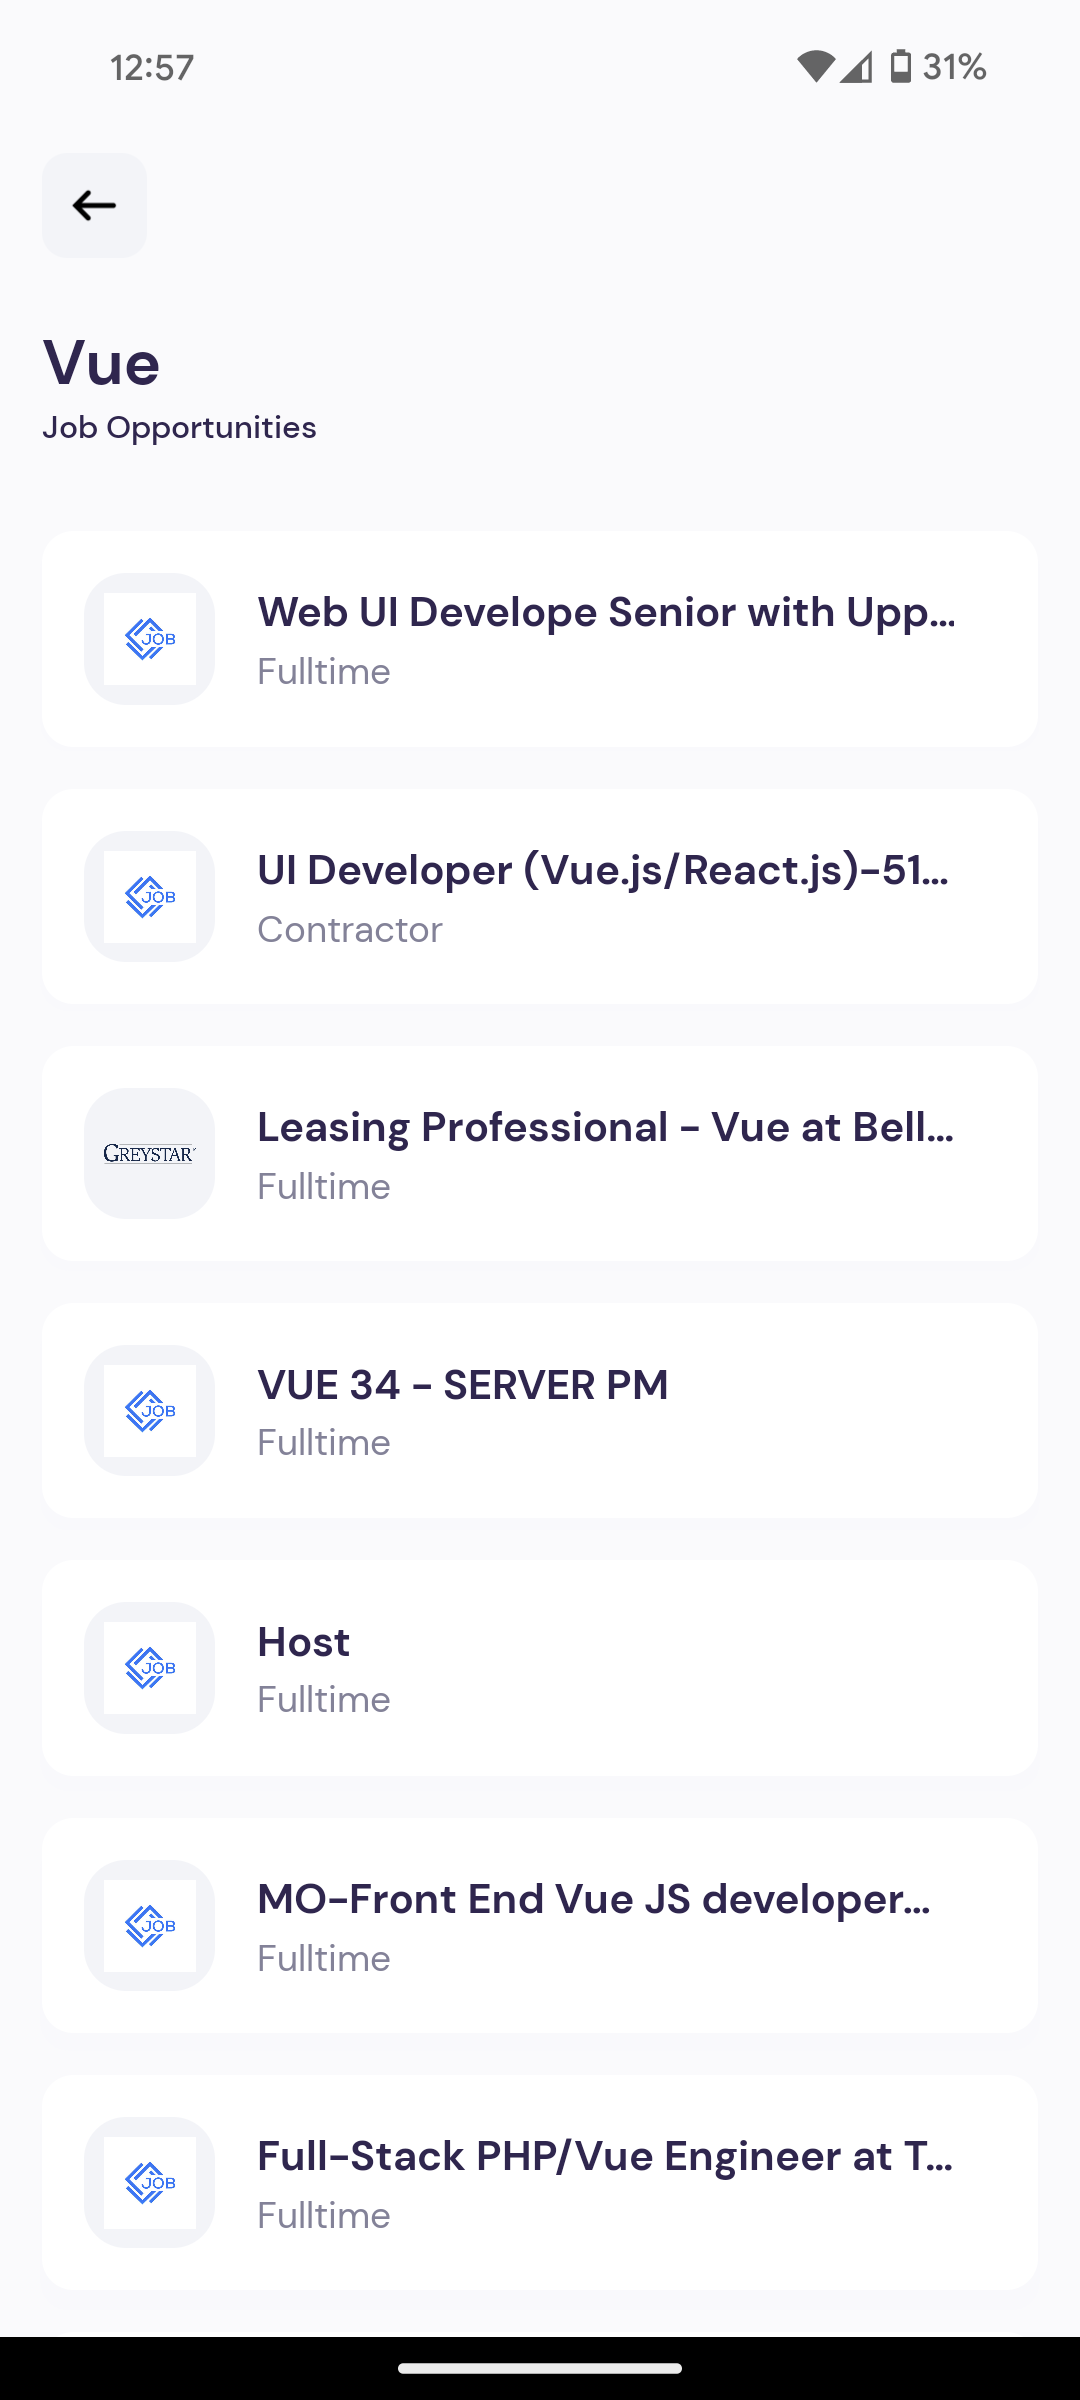 12:57
31%
Vue
Job Opportunities
JOB
Web UI Develope Senior with Upp...
Fulltime
JOB
UI Developer (Vue.js/React.js)-51...
Contractor
GREYSTAR
Leasing Professional - Vue at Bell...
Fulltime
JOB
VUE 34 - SERVER PM
Fulltime
JOB
Host
Fulltime
JOB
MO-Front End Vue JS developer...
Fulltime
JOB
Full-Stack PHP/Vue Engineer at T...
Fulltime